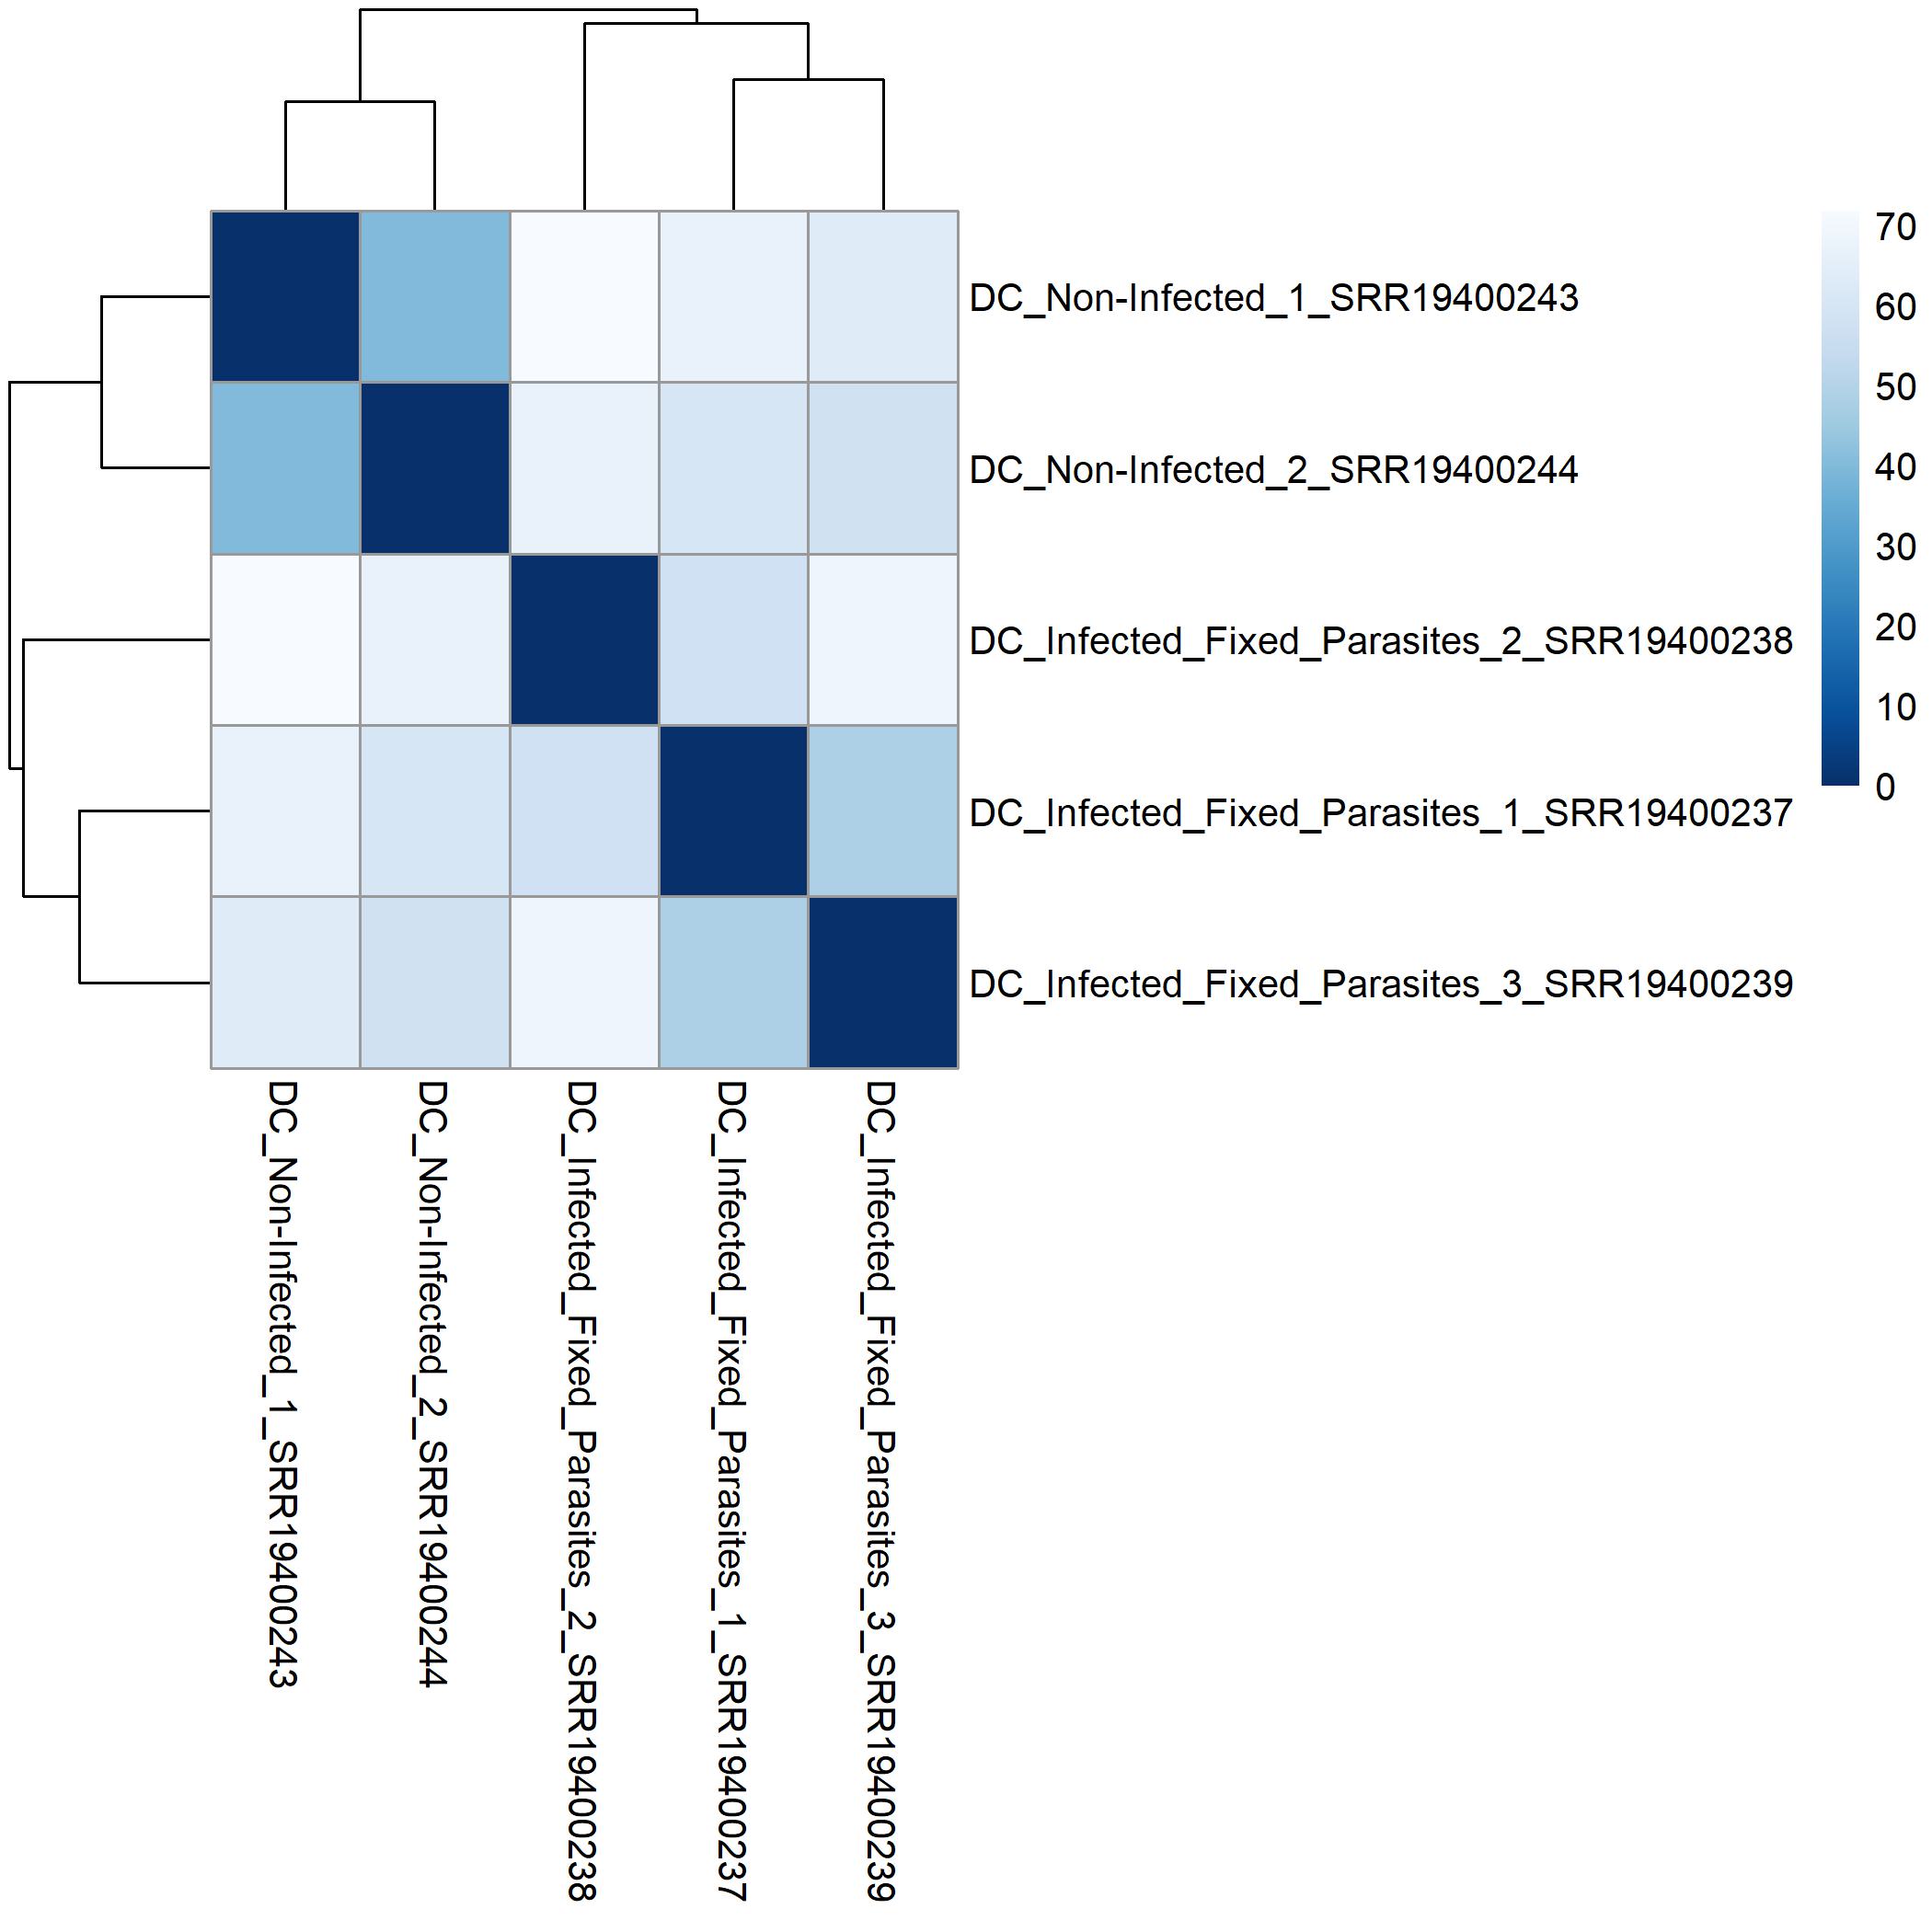 70
60
50
40
30
20
10
0
DC_Non-Infected_1_SRR19400243
DC_Non-Infected_2_SRR19400244
DC_Infected_Fixed_Parasites_2_SRR19400238
DC_Infected_Fixed_Parasites_1_SRR19400237
DC_Infected_Fixed_Parasites_3_SRR19400239
DC_Non-Infected_1_SRR19400243
DC_Non-Infected_2_SRR19400244
DC_Infected_Fixed_Parasites_2_SRR19400238
DC_Infected_Fixed_Parasites_1_SRR19400237
DC_Infected_Fixed_Parasites_3_SRR19400239